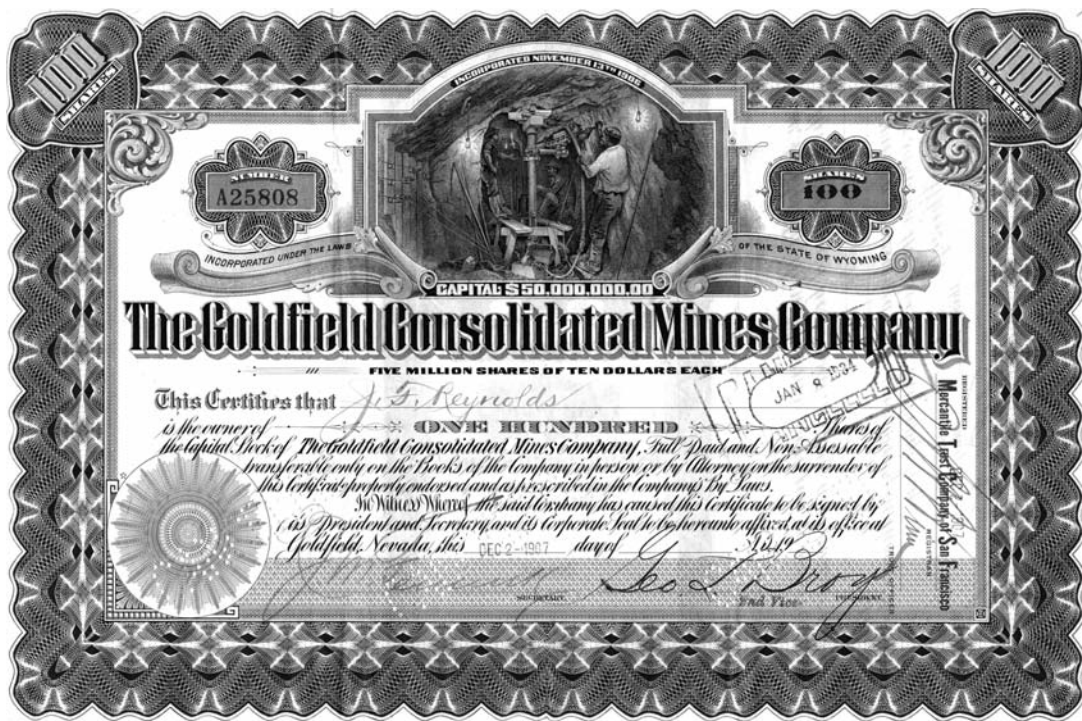 100
SHARES
100
SHARES
INCORPORATED NOVEMBER 13TH 1906
NUMBER
A25808
SHARES
100
INCORPORATED UNDER THE LAWS
OF THE STATE OF WYOMING
CAPITAL $50,000,000.00
The Goldfield Consolidated Mines Company
FIVE MILLION SHARES OF TEN DOLLARS EACH
JAN 8 1934
This Certifies that J. F. Reynolds
is the owner of ONE HUNDRED Shares of
the Capital Stock of The Goldfield Consolidated Mines Company, Full Paid and Non-Assessable
transferable only on the Books of the Company in person or by Attorney on the surrender of
this Certificate properly endorsed and as prescribed in the Company's By Laws.
In Witness Whereof the said Company has caused this Certificate to be signed by
its President and Secretary, and its Corporate Seal to be hereunto affixed, at its office at
Goldfield, Nevada, this DEC 2-1907 day of A.D. 19
SECRETARY.
Geo
2nd Vice-
PRESIDENT.
REGISTERED
Mercantile Trust Company of San Francisco
REGISTRAR
TRUST OFFICER